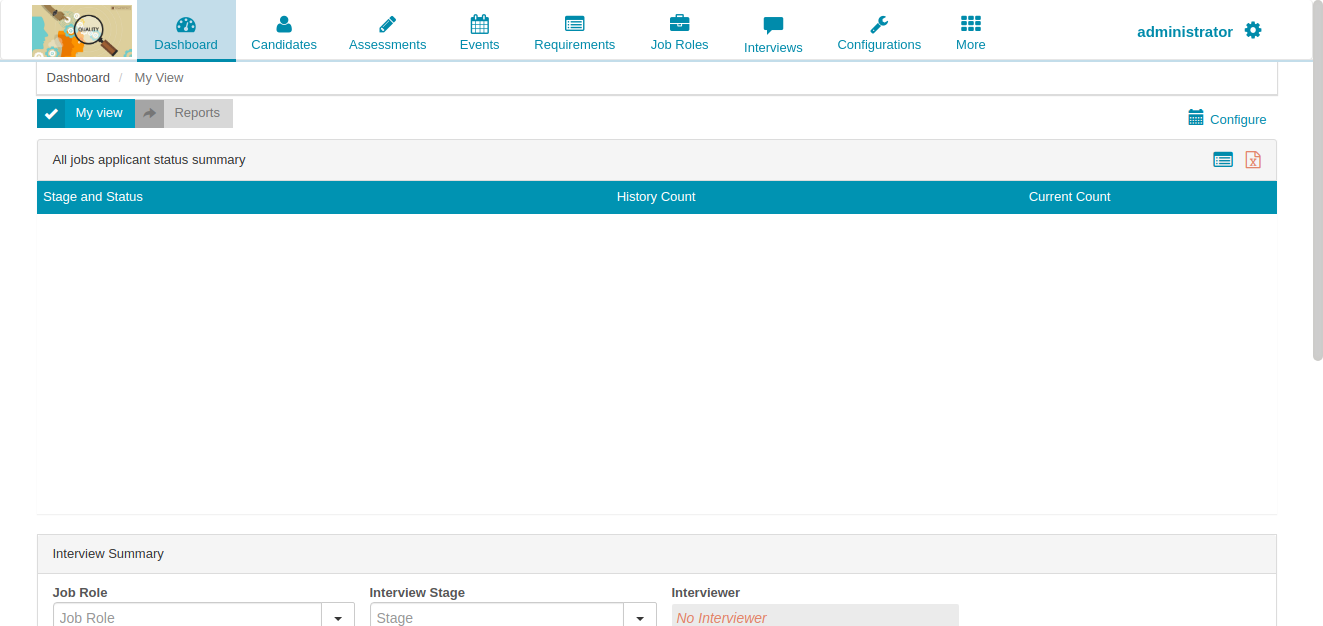 QUALITY
Dashboard
Candidates
Assessments
Events
Requirements
Job Roles
Interviews
Configurations
More
administrator
Dashboard / My View
My view
Reports
Configure
All jobs applicant status summary
Stage and Status
History Count
Current Count
Interview Summary
Job Role
Interview Stage
Interviewer
Job Role
Stage
No Interviewer